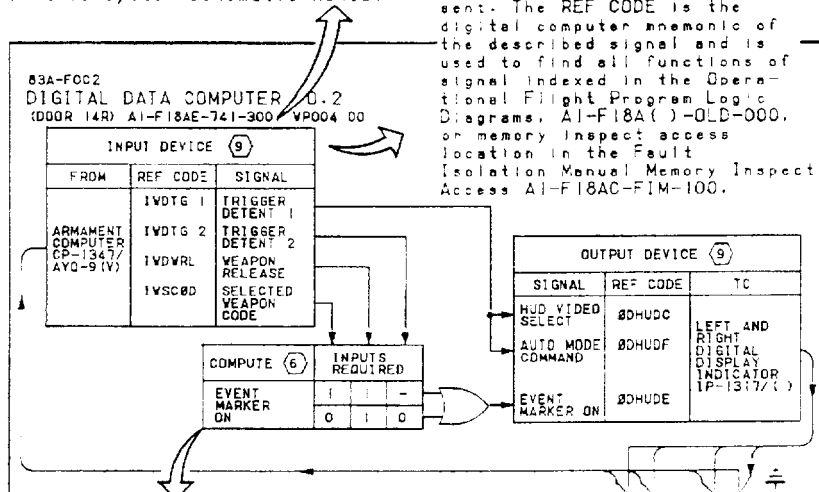 sent. The REF CODE is the
digital computer mnemonic of
the described signal and is
used to find all functions of
signal indexed in the Opera-
tional Flight Program Logic
Diagrams, A1-F18A( )-OLD-000,
or memory inspect access
location in the Fault
Isolation Manual Memory Inspect
Access A1-F18AC-FIM-100.
83A-F002
DIGITAL DATA COMPUTER NO.2
(DOOR 14R) A1-F18AE-741-300 WP004 00
INPUT DEVICE 9
FROM REF CODE SIGNAL
ARMAMENT
COMPUTER
CP-1347/
AYQ-9(V)
IWDTG 1 TRIGGER
DETENT 1
IWDTG 2 TRIGGER
DETENT 2
IWDWRL WEAPON
RELEASE
IWSCØD SELECTED
WEAPON
CODE
COMPUTE 6 INPUTS
REQUIRED
EVENT
MARKER
ON
1 1 -
0 1 0
OUTPUT DEVICE 9
SIGNAL REF CODE TO
HUD VIDEO
SELECT ØDHUDC
AUTO MODE
COMMAND ØDHUDF
EVENT
MARKER ON ØDHUDE
LEFT AND
RIGHT
DIGITAL
DISPLAY
INDICATOR
IP-1317/( )